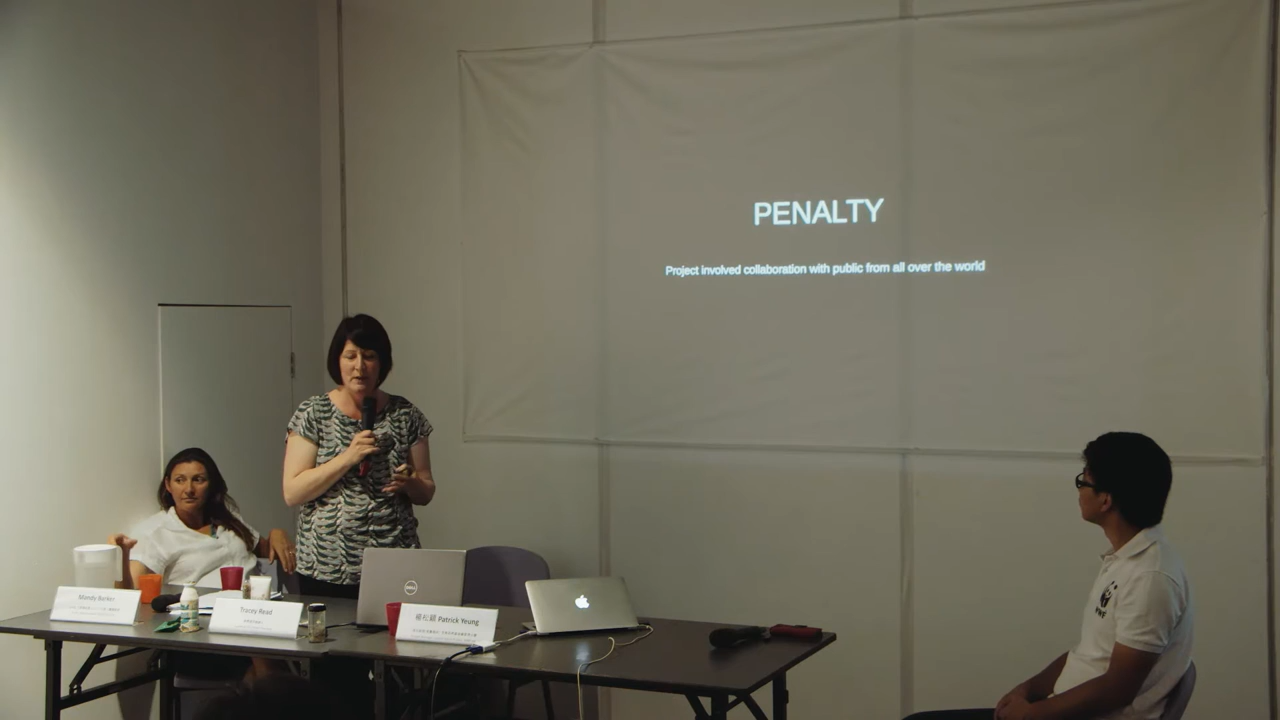 PENALTY
Project involved collaboration with public from all over the world
Mandy Barker
Tracey Read
楊松穎 Patrick Yeung
DELL
WWF